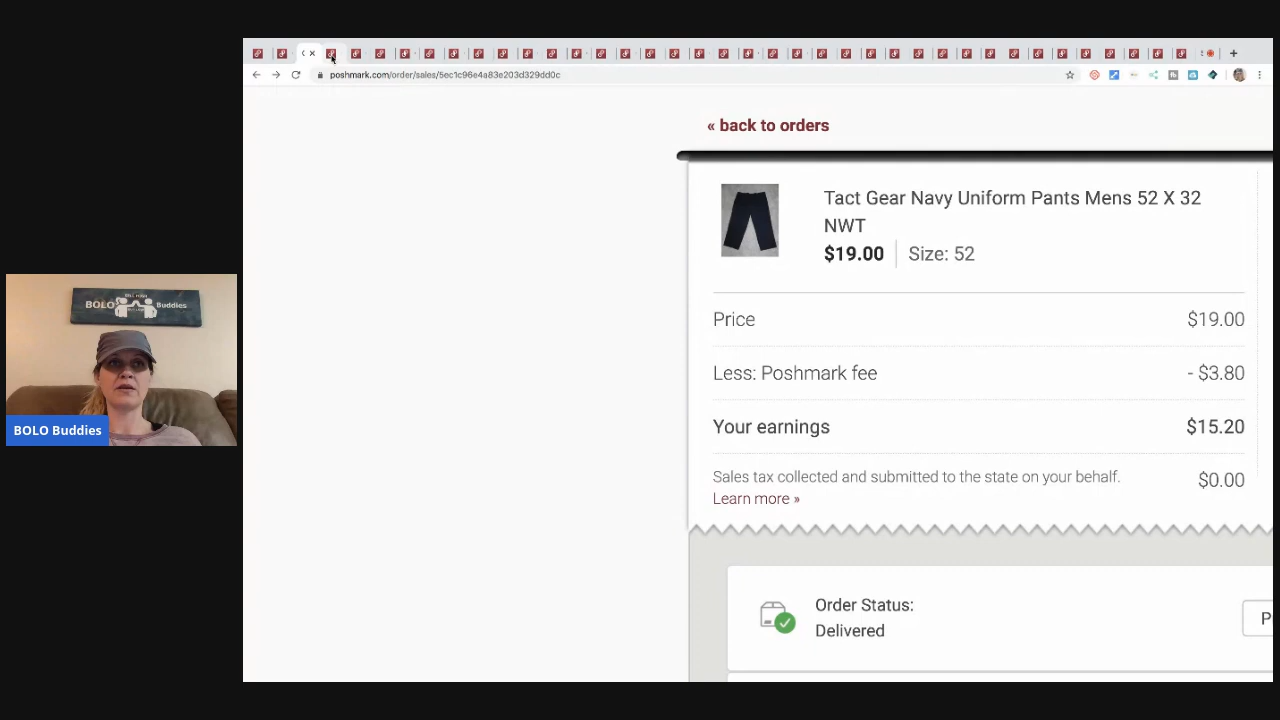 poshmark.com/order/sales/5ec1c96e4a83e203d329dd0c
« back to orders
Tact Gear Navy Uniform Pants Mens 52 X 32
NWT
$19.00 Size: 52
Price $19.00
Less: Poshmark fee - $3.80
Your earnings $15.20
Sales tax collected and submitted to the state on your behalf. $0.00
Learn more »
Order Status:
Delivered
P
BOLO Buddies
BOLO Buddies